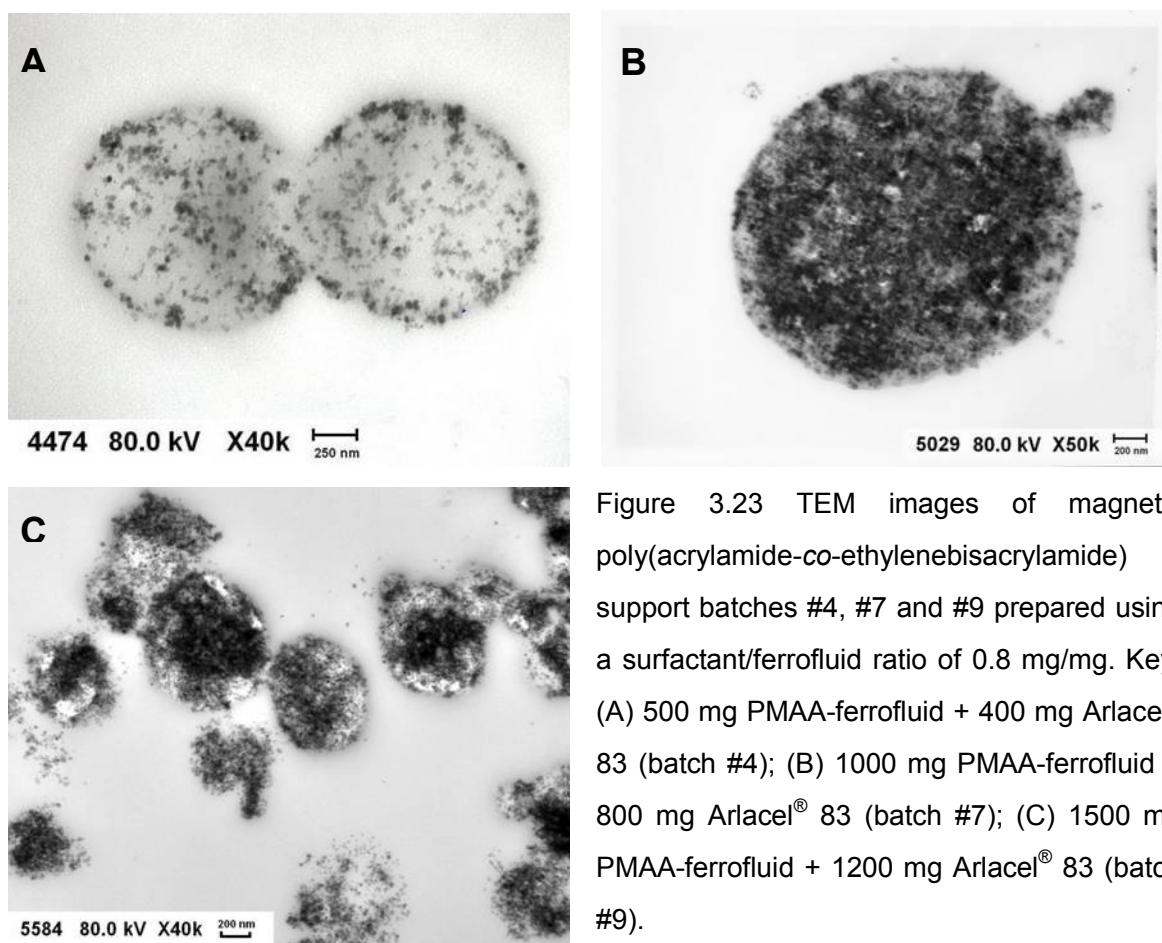 A
4474 80.0 kV X40k 250 nm
B
5029 80.0 kV X50k 200 nm
C
5584 80.0 kV X40k 200 nm
Figure 3.23 TEM images of magnet
poly(acrylamide-co-ethylenebisacrylamide)
support batches #4, #7 and #9 prepared usin
a surfactant/ferrofluid ratio of 0.8 mg/mg. Key
(A) 500 mg PMAA-ferrofluid + 400 mg Arlace
83 (batch #4); (B) 1000 mg PMAA-ferrofluid
800 mg Arlacel® 83 (batch #7); (C) 1500 m
PMAA-ferrofluid + 1200 mg Arlacel® 83 (batc
#9).